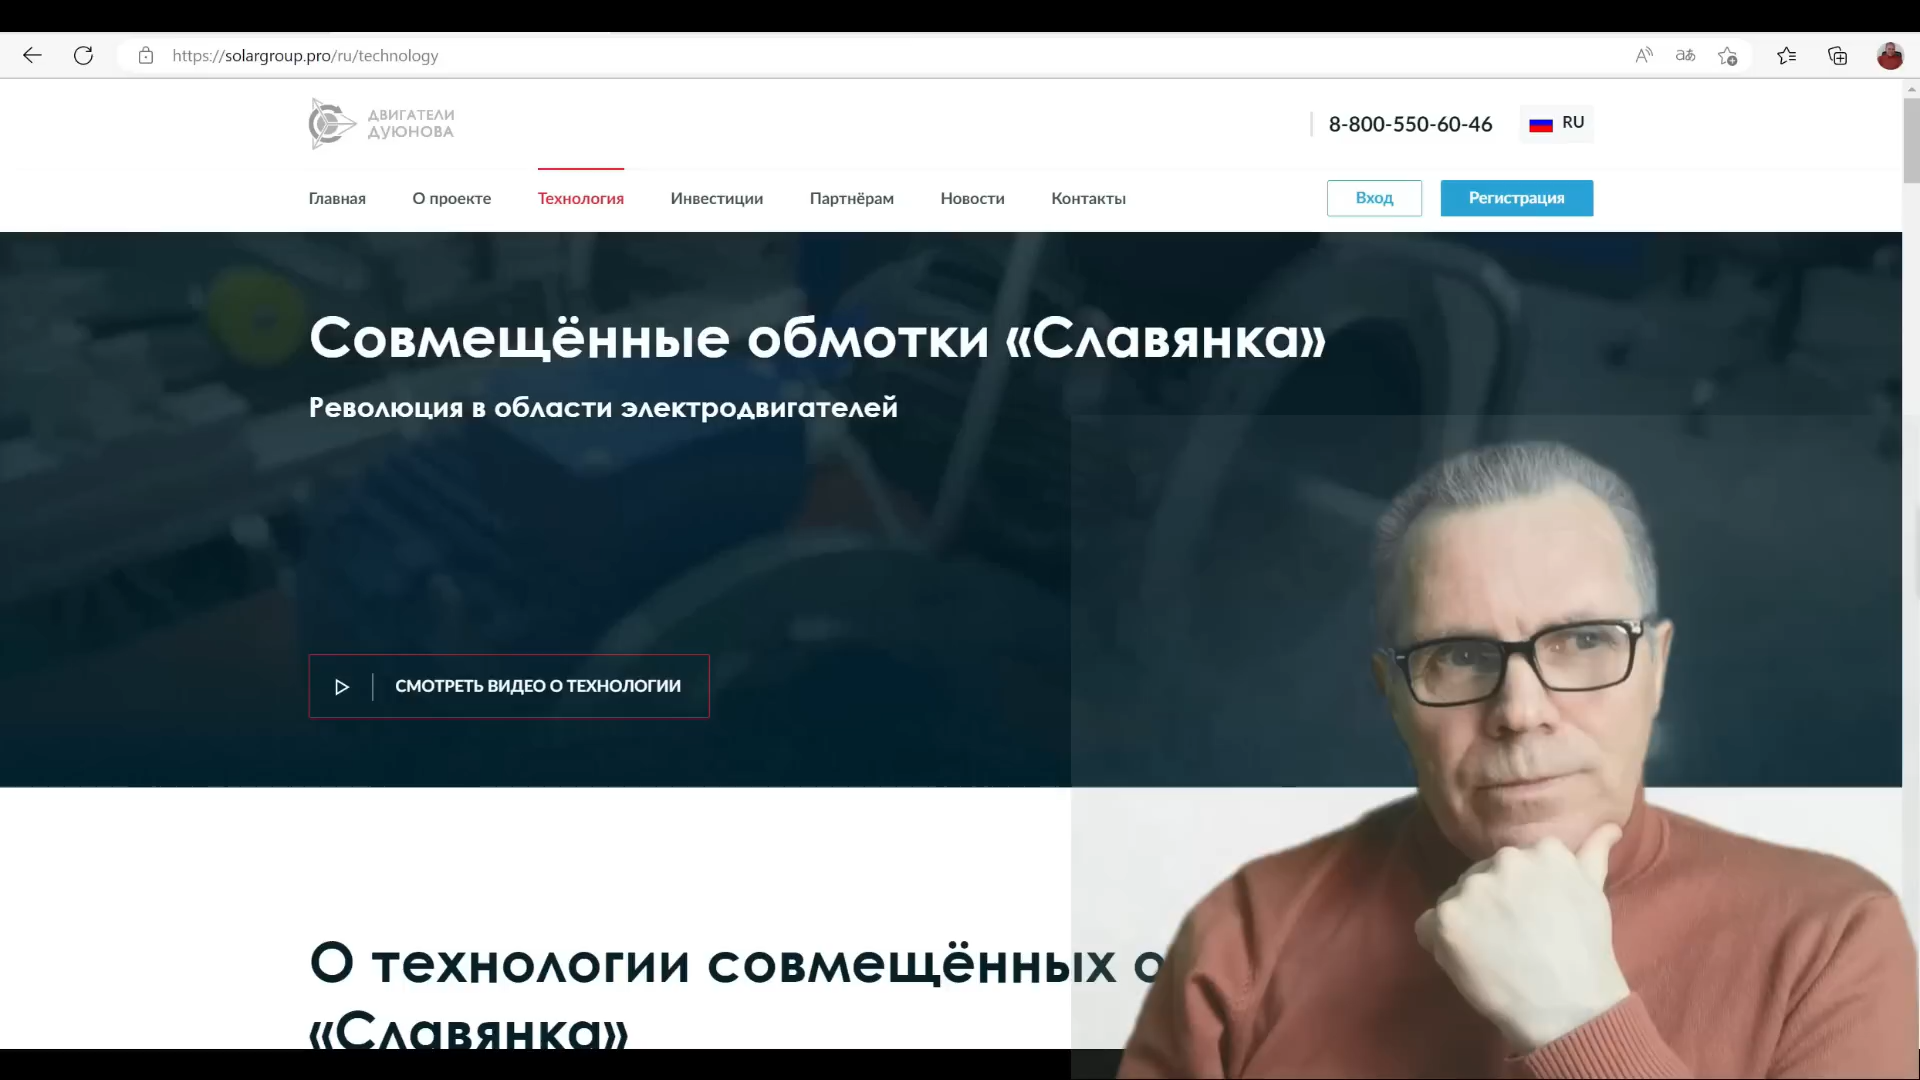 https://solargroup.pro/ru/technology
ДВИГАТЕЛИ
ДУЮНОВА
8-800-550-60-46
RU
Главная
О проекте
Технология
Инвестиции
Партнёрам
Новости
Контакты
Вход
Регистрация
Совмещённые обмотки «Славянка»
Революция в области электродвигателей
СМОТРЕТЬ ВИДЕО О ТЕХНОЛОГИИ
О технологии совмещённых о
«Славянка»